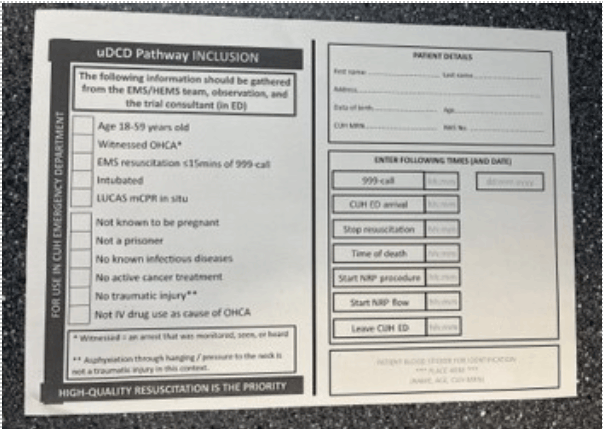 FOR USE IN CUH EMERGENCY DEPARTMENT
uDCD Pathway INCLUSION
The following information should be gathered
from the EMS/HEMS team, observation, and
the trial consultant (in ED)
Age 18-59 years old
Witnessed OHCA*
EMS resuscitation ≤15mins of 999-call
Intubated
LUCAS mCPR in situ
Not known to be pregnant
Not a prisoner
No known infectious diseases
No active cancer treatment
No traumatic injury**
Not IV drug use as cause of OHCA
* Witnessed = an arrest that was monitored, seen, or heard
** Asphyxiation through hanging / pressure to the neck is
not a traumatic injury in this context.
HIGH-QUALITY RESUSCITATION IS THE PRIORITY
PATIENT DETAILS
First name Last name
Address
Date of birth Age
CUH MRN NHS No
ENTER FOLLOWING TIMES (AND DATE)
999-call hh:mm dd:mm:yyyy
CUH ED arrival hh:mm
Stop resuscitation hh:mm
Time of death hh:mm
Start NRP procedure hh:mm
Start NRP flow hh:mm
Leave CUH ED hh:mm
PATIENT BLOOD STICKER FOR IDENTIFICATION
*** PLACE HERE ***
(NAME, AGE, CUH MRN)